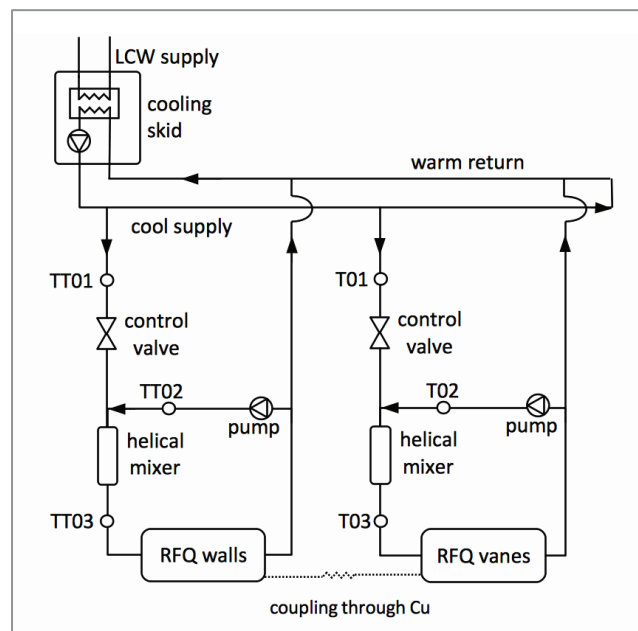 LCW supply
cooling
skid
warm return
cool supply
TT01
T01
control
valve
control
valve
TT02
T02
pump
pump
helical
mixer
helical
mixer
TT03
T03
RFQ walls
RFQ vanes
coupling through Cu